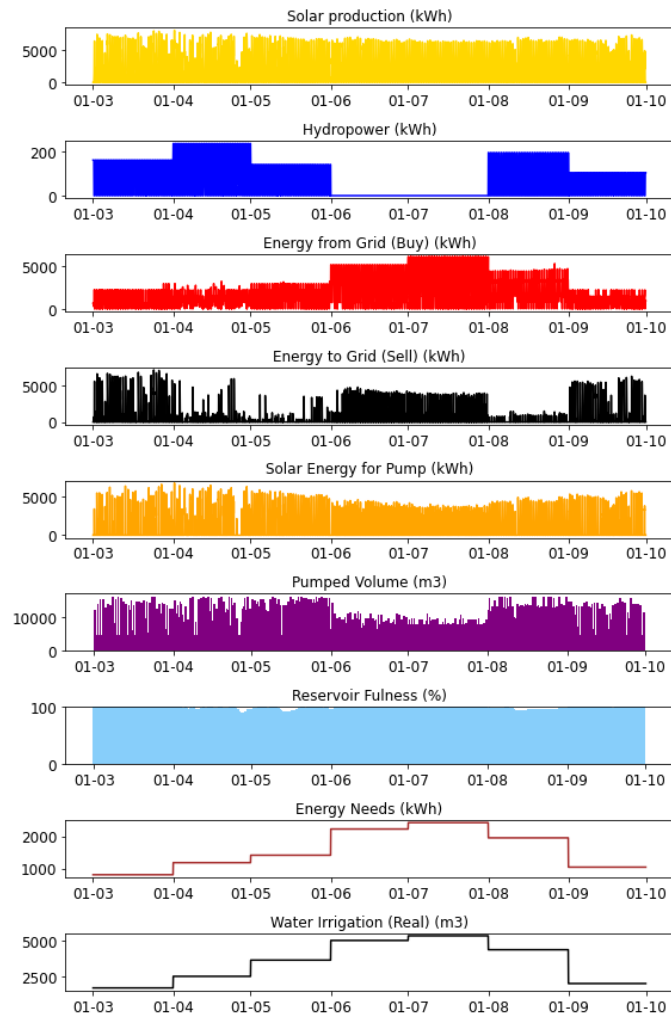 Solar production (kWh)
5000
0
01-03 01-04 01-05 01-06 01-07 01-08 01-09 01-10
Hydropower (kWh)
200
0
01-03 01-04 01-05 01-06 01-07 01-08 01-09 01-10
Energy from Grid (Buy) (kWh)
5000
0
01-03 01-04 01-05 01-06 01-07 01-08 01-09 01-10
Energy to Grid (Sell) (kWh)
5000
0
01-03 01-04 01-05 01-06 01-07 01-08 01-09 01-10
Solar Energy for Pump (kWh)
5000
0
01-03 01-04 01-05 01-06 01-07 01-08 01-09 01-10
Pumped Volume (m3)
10000
0
01-03 01-04 01-05 01-06 01-07 01-08 01-09 01-10
Reservoir Fulness (%)
100
0
01-03 01-04 01-05 01-06 01-07 01-08 01-09 01-10
Energy Needs (kWh)
2000
1000
01-03 01-04 01-05 01-06 01-07 01-08 01-09 01-10
Water Irrigation (Real) (m3)
5000
2500
01-03 01-04 01-05 01-06 01-07 01-08 01-09 01-10